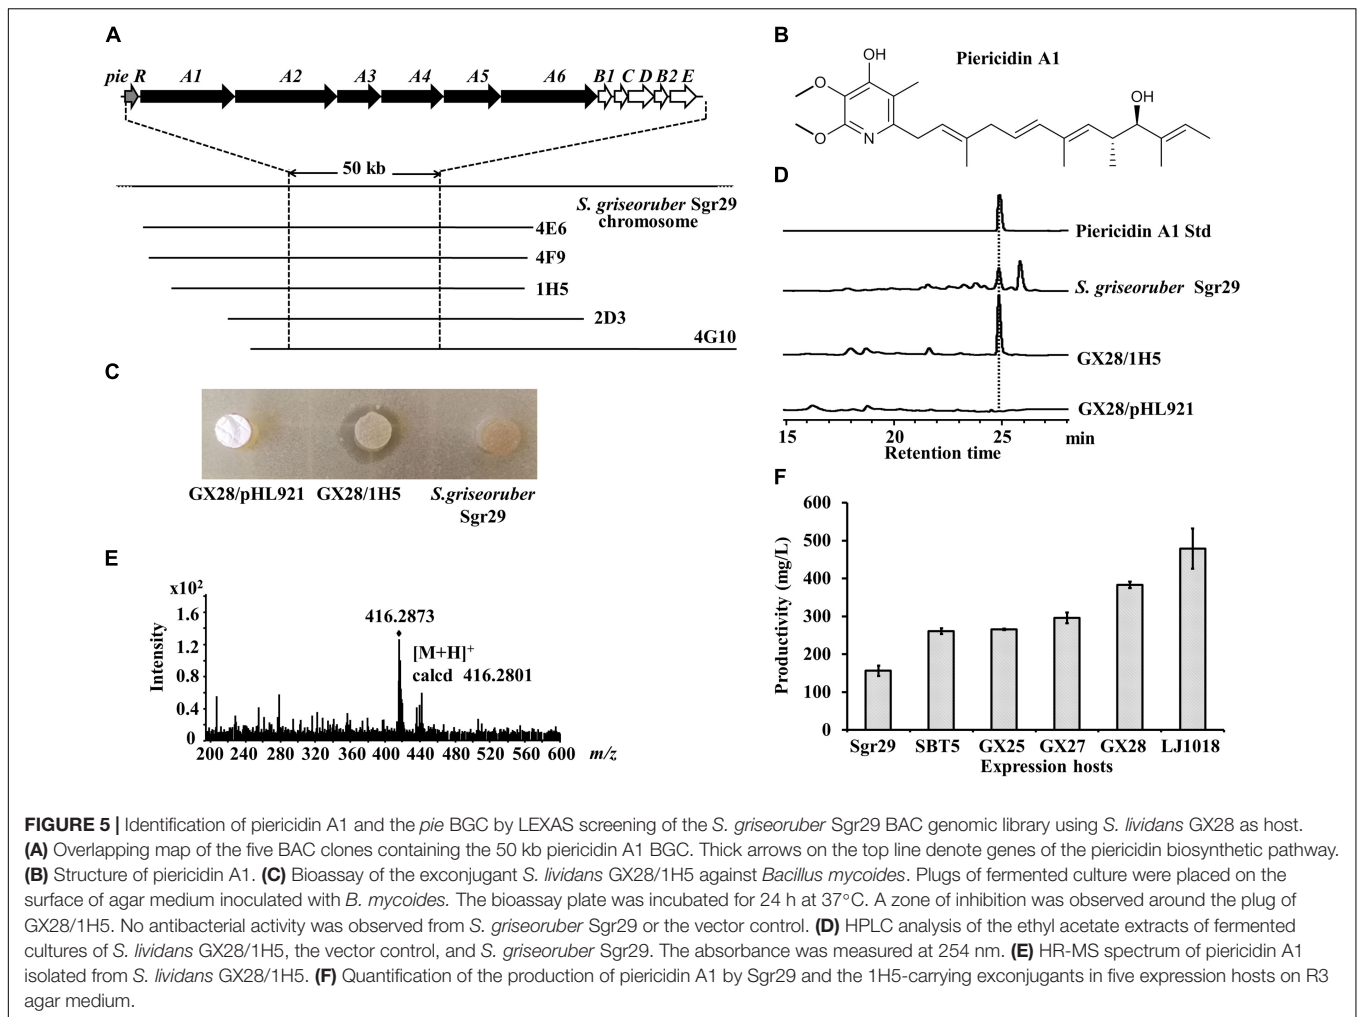 A
pie R A1 A2 A3 A4 A5 A6 B1 C D B2 E
50 kb
S. griseoruber Sgr29
chromosome
4E6
4F9
1H5
2D3
4G10
B
Piericidin A1
OH
O
O
N
OH
C
GX28/pHL921 GX28/1H5 S.griseoruber
Sgr29
D
Piericidin A1 Std
S. griseoruber Sgr29
GX28/1H5
GX28/pHL921
15 20 25 min
Retention time
E
x10²
1.6
1.2
0.8
0.4
0
Intensity
416.2873
[M+H]⁺
calcd 416.2801
200 240 280 320 360 400 440 480 520 560 600 m/z
F
600
500
400
300
200
100
0
Productivity (mg/L)
Sgr29 SBT5 GX25 GX27 GX28 LJ1018
Expression hosts
FIGURE 5 | Identification of piericidin A1 and the pie BGC by LEXAS screening of the S. griseoruber Sgr29 BAC genomic library using S. lividans GX28 as host.
(A) Overlapping map of the five BAC clones containing the 50 kb piericidin A1 BGC. Thick arrows on the top line denote genes of the piericidin biosynthetic pathway.
(B) Structure of piericidin A1. (C) Bioassay of the exconjugant S. lividans GX28/1H5 against Bacillus mycoides. Plugs of fermented culture were placed on the
surface of agar medium inoculated with B. mycoides. The bioassay plate was incubated for 24 h at 37°C. A zone of inhibition was observed around the plug of
GX28/1H5. No antibacterial activity was observed from S. griseoruber Sgr29 or the vector control. (D) HPLC analysis of the ethyl acetate extracts of fermented
cultures of S. lividans GX28/1H5, the vector control, and S. griseoruber Sgr29. The absorbance was measured at 254 nm. (E) HR-MS spectrum of piericidin A1
isolated from S. lividans GX28/1H5. (F) Quantification of the production of piericidin A1 by Sgr29 and the 1H5-carrying exconjugants in five expression hosts on R3
agar medium.